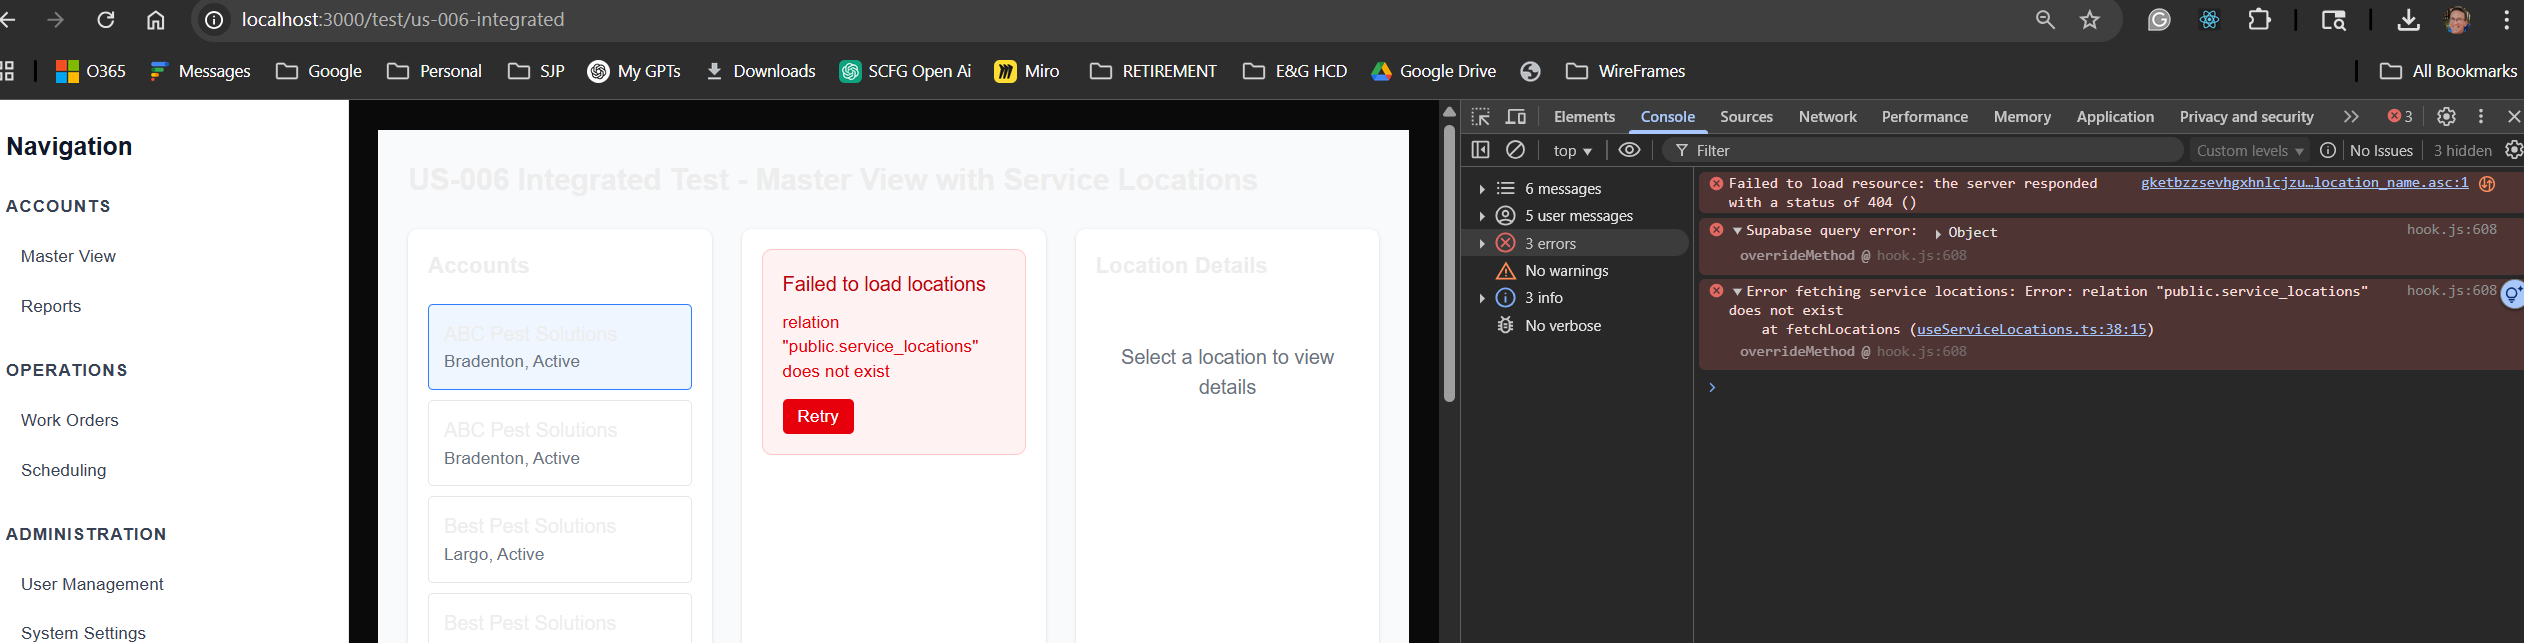 localhost:3000/test/us-006-integrated
O365
Messages
Google
Personal
SJP
My GPTs
Downloads
SCFG Open Ai
Miro
RETIREMENT
E&G HCD
Google Drive
WireFrames
All Bookmarks
Navigation
ACCOUNTS
Master View
Reports
OPERATIONS
Work Orders
Scheduling
ADMINISTRATION
User Management
System Settings
US-006 Integrated Test - Master View with Service Locations
Accounts
ABC Pest Solutions
Bradenton, Active
ABC Pest Solutions
Bradenton, Active
Best Pest Solutions
Largo, Active
Best Pest Solutions
Failed to load locations
relation
"public.service_locations"
does not exist
Retry
Location Details
Select a location to view
details
Elements
Console
Sources
Network
Performance
Memory
Application
Privacy and security
3
top
Filter
Custom levels
No Issues
3 hidden
6 messages
5 user messages
3 errors
No warnings
3 info
No verbose
Failed to load resource: the server responded gketbzzsevhgxhnlcjzu…location_name.asc:1
with a status of 404 ()
Supabase query error: Object hook.js:608
overrideMethod @ hook.js:608
Error fetching service locations: Error: relation "public.service_locations" hook.js:608
does not exist
at fetchLocations (useServiceLocations.ts:38:15)
overrideMethod @ hook.js:608